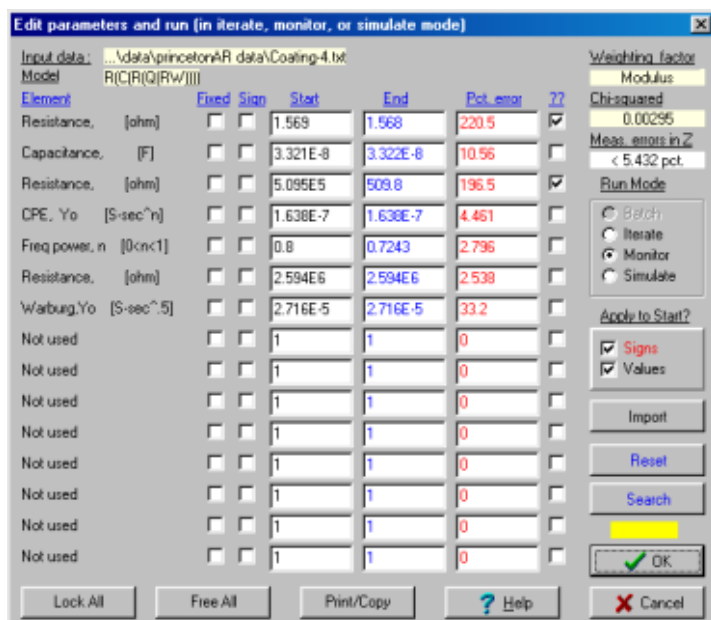 Edit parameters and run (in iterate, monitor, or simulate mode)
Input data : ...\data\princetonAR data\Coating-4.txt
Weighting factor
Model R(C(R(Q(RW))))
Modulus
Element Fixed Sign Start End Pct. error ??
Chi-squared
Resistance, [ohm] 1.569 1.568 220.5
0.00295
Capacitance, [F] 3.321E-8 3.322E-8 10.56
Meas. errors in Z
< 5.432 pct.
Resistance, [ohm] 5.095E5 509.8 196.5
Run Mode
CPE, Yo [S-sec^n] 1.638E-7 1.638E-7 4.461
Batch
Freq power, n [0<n<1] 0.8 0.7243 2.796
Iterate
Monitor
Resistance, [ohm] 2.594E6 2.594E6 2.538
Simulate
Warburg,Yo [S-sec^.5] 2.716E-5 2.716E-5 33.2
Apply to Start?
Not used 1 1 0
Signs
Not used 1 1 0
Values
Not used 1 1 0
Not used 1 1 0
Import
Not used 1 1 0
Reset
Not used 1 1 0
Search
Not used 1 1 0
Not used 1 1 0
OK
Lock All Free All Print/Copy ? Help Cancel